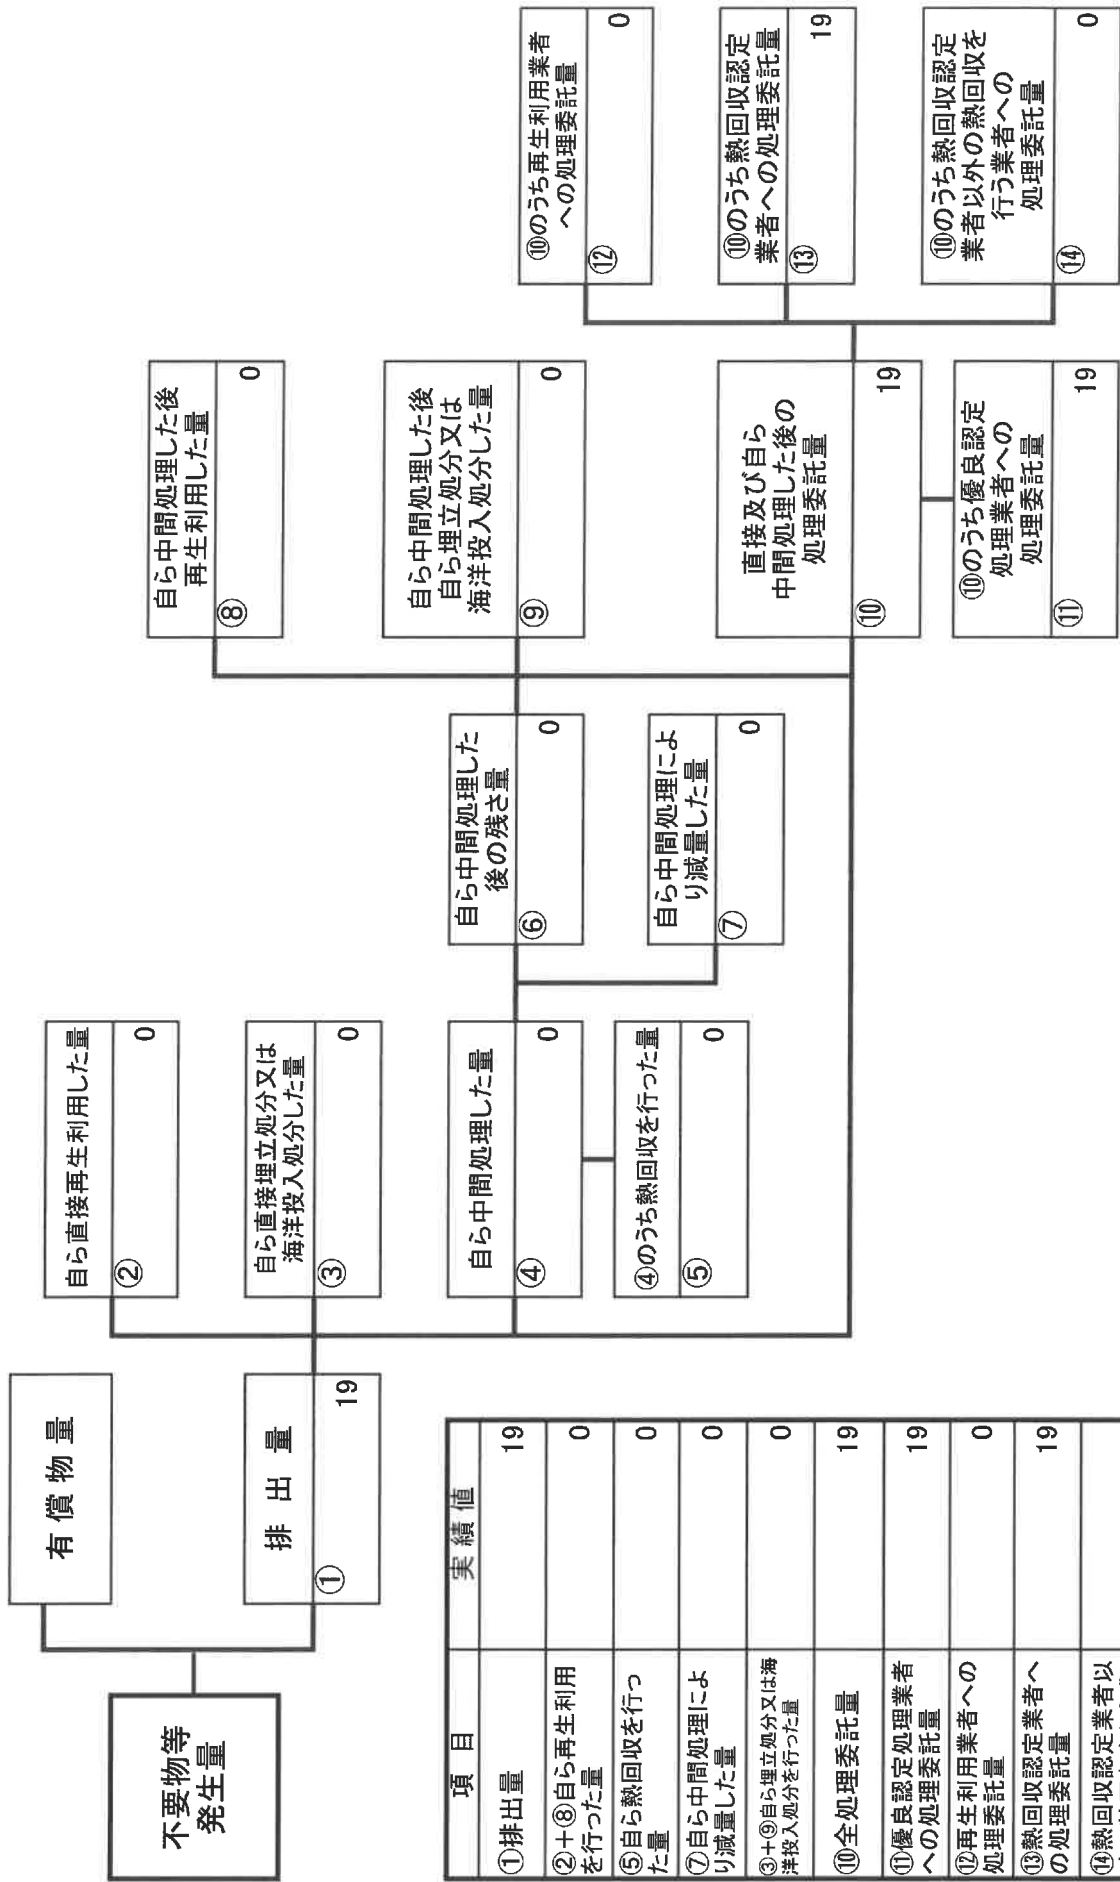 不要物等
発生量
有償物量
排出量
① 19
自ら直接再生利用した量
② 0
自ら直接埋立処分又は
海洋投入処分した量
③ 0
自ら中間処理した量
④ 0
④のうち熱回収を行った量
⑤ 0
自ら中間処理した
後の残さ量
⑥ 0
自ら中間処理によ
り減量した量
⑦ 0
自ら中間処理した後
再生利用した量
⑧ 0
自ら中間処理した後
自ら埋立処分又は
海洋投入処分した量
⑨ 0
直接及び自ら
中間処理した後の
処理委託量
⑩ 19
⑩のうち優良認定
処理業者への
処理委託量
⑪ 19
⑩のうち再生利用業者
への処理委託量
⑫ 0
⑩のうち熱回収認定
業者への処理委託量
⑬ 19
⑩のうち熱回収認定
業者以外の熱回収を
行う業者への
処理委託量
⑭ 0
項目 実績値
①排出量 19
②+⑧自ら再生利用
を行った量 0
⑤自ら熱回収を行っ
た量 0
⑦自ら中間処理によ
り減量した量 0
③+⑨自ら埋立処分又は海
洋投入処分を行った量 0
⑩全処理委託量 19
⑪優良認定処理業者
への処理委託量 19
⑫再生利用業者への
処理委託量 0
⑬熱回収認定業者へ
の処理委託量 19
⑭熱回収認定業者以